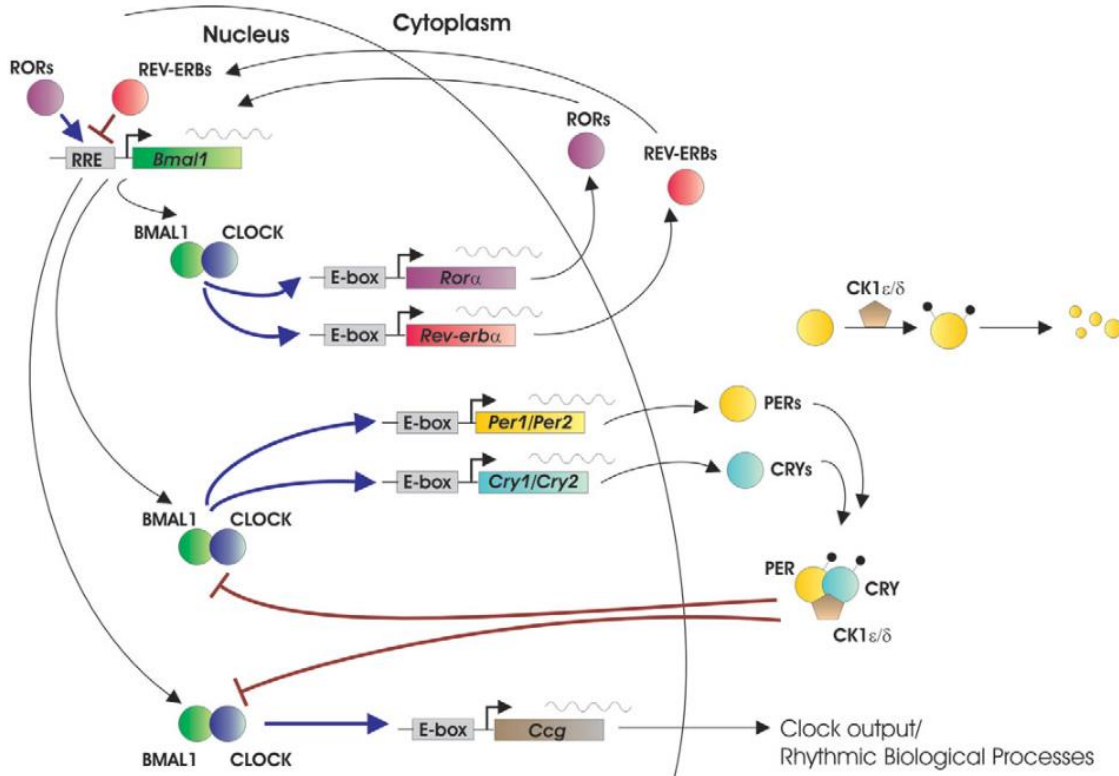 Nucleus
Cytoplasm
RORs
REV-ERBs
RRE
Bmal1
RORs
REV-ERBs
BMAL1
CLOCK
E-box
Rorα
E-box
Rev-erbα
CK1ε/δ
E-box
Per1/Per2
PERs
E-box
Cry1/Cry2
CRYs
BMAL1
CLOCK
PER
CRY
CK1ε/δ
BMAL1
CLOCK
E-box
Ccg
Clock output/
Rhythmic Biological Processes